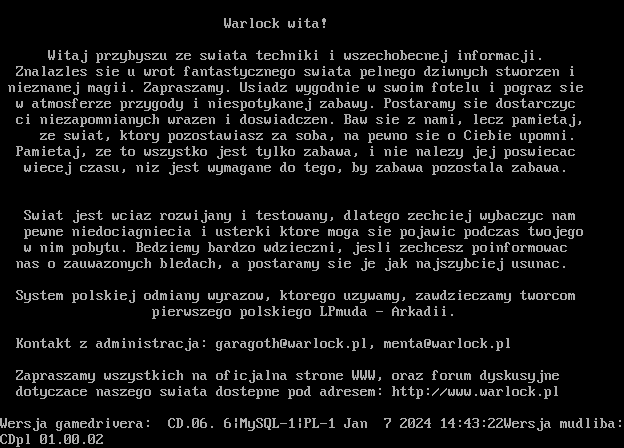 Warlock wita!
Witaj przybyszu ze swiata techniki i wszechobecnej informacji.
Znalazles sie u wrot fantastycznego swiata pelnego dziwnych stworzen i
nieznanej magii. Zapraszamy. Usiadz wygodnie w swoim fotelu i pograz sie
w atmosferze przygody i niespotykanej zabawy. Postaramy sie dostarczyc
ci niezapomnianych wrazen i doswiadczen. Baw sie z nami, lecz pamietaj,
ze swiat, ktory pozostawiasz za soba, na pewno sie o Ciebie upomni.
Pamietaj, ze to wszystko jest tylko zabawa, i nie nalezy jej poswiecac
wiecej czasu, niz jest wymagane do tego, by zabawa pozostala zabawa.
Swiat jest wciaz rozwijany i testowany, dlatego zechciej wybaczyc nam
pewne niedociagniecia i usterki ktore moga sie pojawic podczas twojego
w nim pobytu. Bedziemy bardzo wdzieczni, jesli zechcesz poinformowac
nas o zauwazonych bledach, a postaramy sie je jak najszybciej usunac.
System polskiej odmiany wyrazow, ktorego uzywamy, zawdzieczamy tworcom
pierwszego polskiego LPmuda - Arkadii.
Kontakt z administracja: garagoth@warlock.pl, menta@warlock.pl
Zapraszamy wszystkich na oficjalna strone WWW, oraz forum dyskusyjne
dotyczace naszego swiata dostepne pod adresem: http://www.warlock.pl
Wersja gamedrivera:  CD.06. 6|MySQL-1|PL-1 Jan  7 2024 14:43:22Wersja mudliba:
CDpl 01.00.02